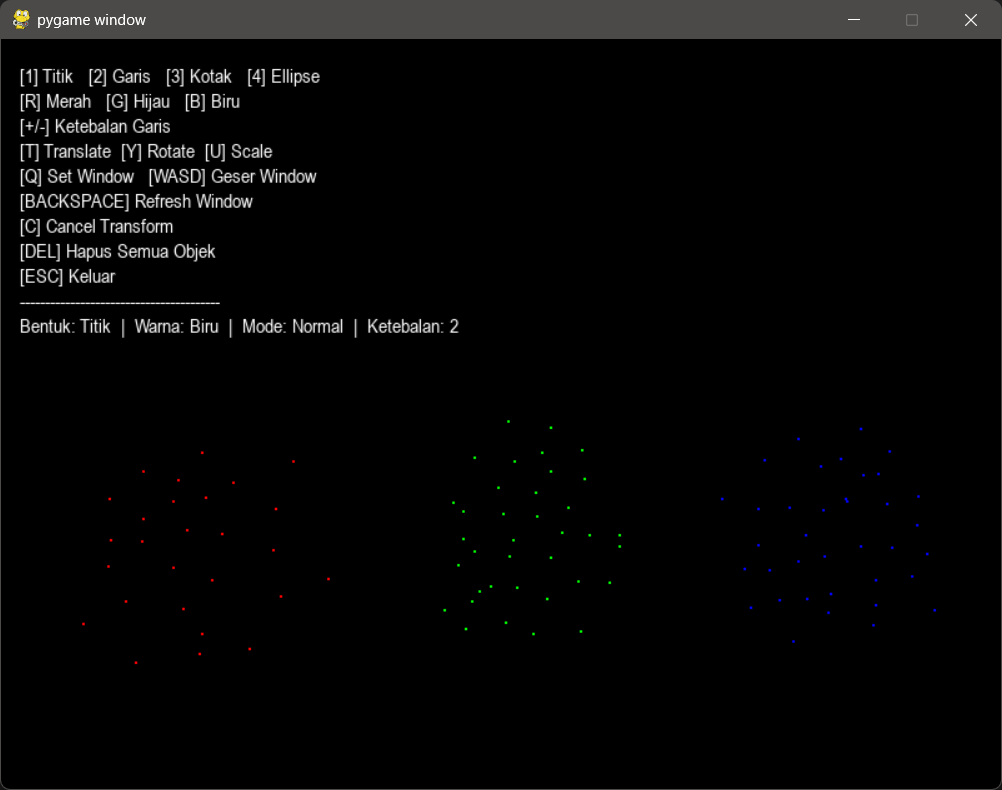 pygame window
[1] Titik   [2] Garis   [3] Kotak   [4] Ellipse
[R] Merah   [G] Hijau   [B] Biru
[+/-] Ketebalan Garis
[T] Translate  [Y] Rotate  [U] Scale
[Q] Set Window   [WASD] Geser Window
[BACKSPACE] Refresh Window
[C] Cancel Transform
[DEL] Hapus Semua Objek
[ESC] Keluar
----------------------------------------
Bentuk: Titik  |  Warna: Biru  |  Mode: Normal  |  Ketebalan: 2